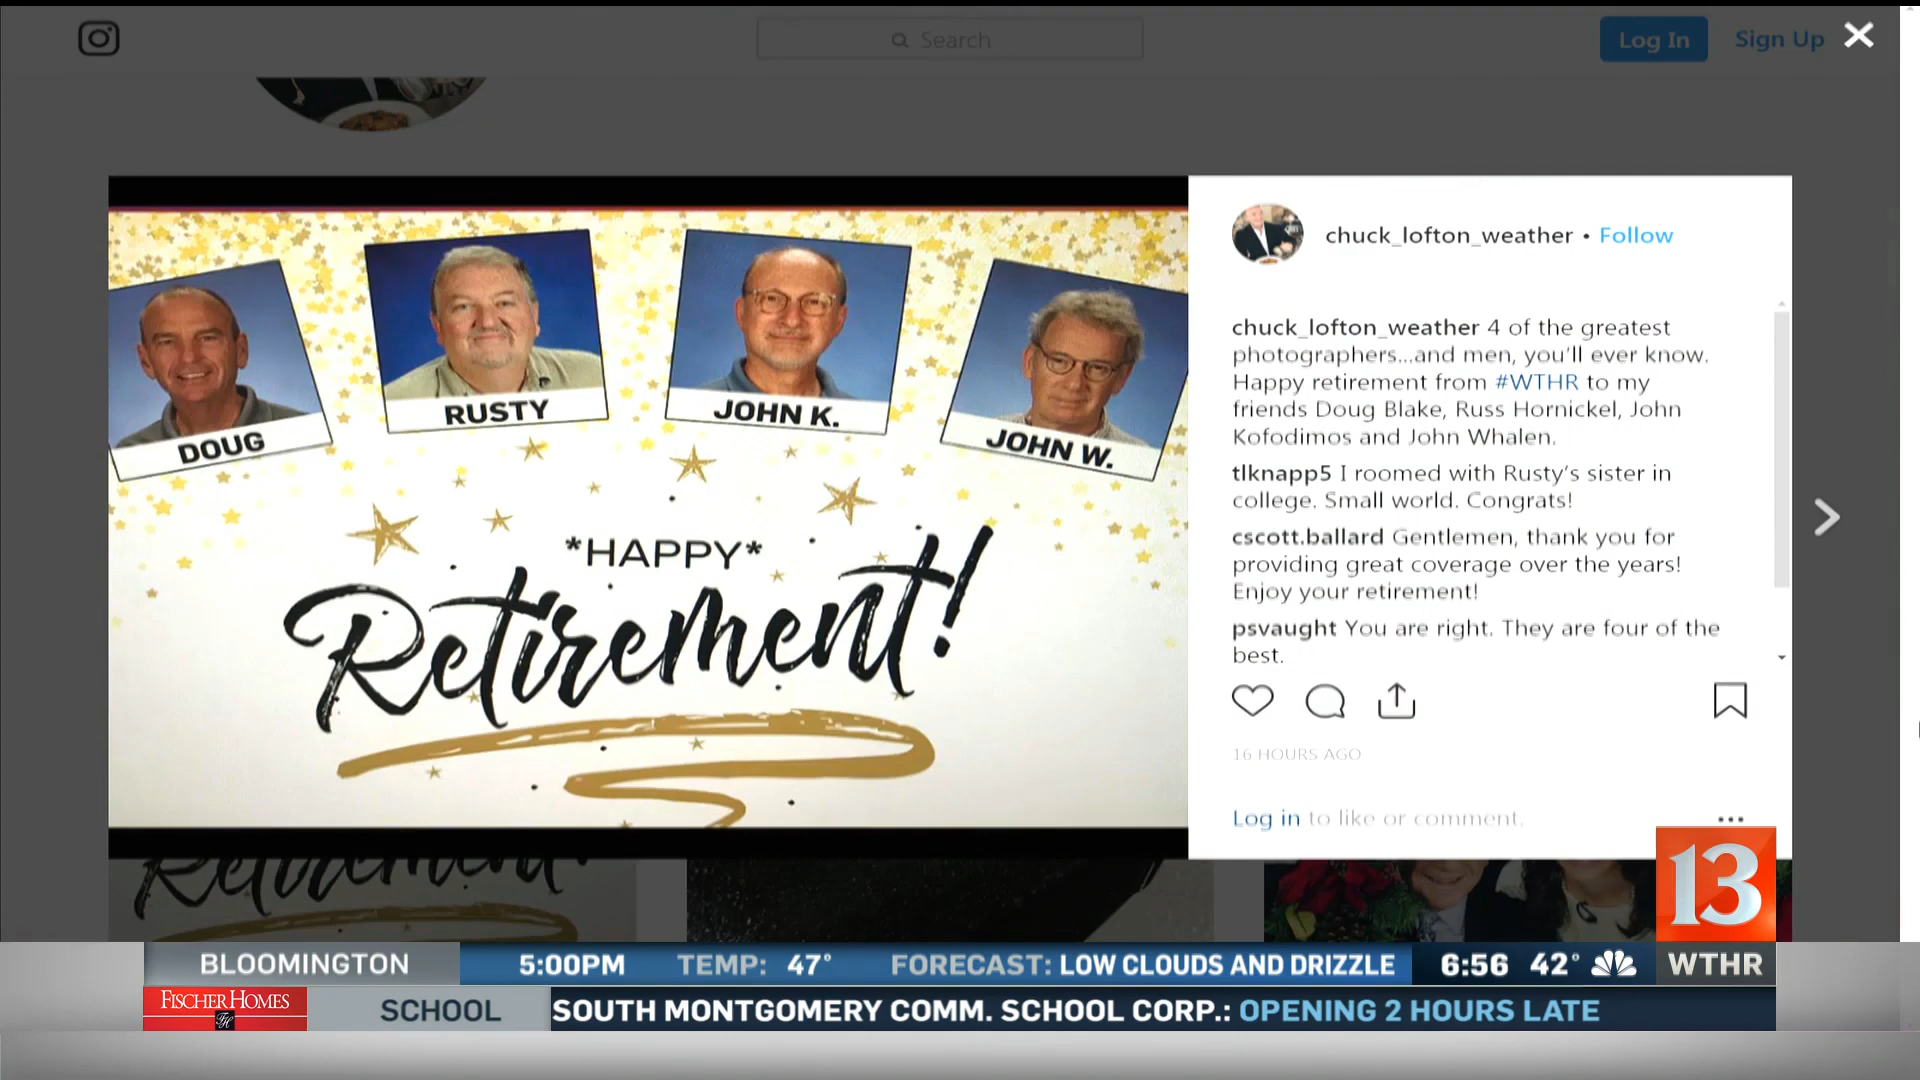 Search
Log In
Sign Up
DOUG
RUSTY
JOHN K.
JOHN W.
*HAPPY*
Retirement!
chuck_lofton_weather • Follow
chuck_lofton_weather 4 of the greatest
photographers...and men, you'll ever know.
Happy retirement from #WTHR to my
friends Doug Blake, Russ Hornickel, John
Kofodimos and John Whalen.
tlknapp5 I roomed with Rusty's sister in
college. Small world. Congrats!
cscott.ballard Gentlemen, thank you for
providing great coverage over the years!
Enjoy your retirement!
psvaught You are right. They are four of the
best.
16 HOURS AGO
Log in to like or comment.
Retirement!
13
WTHR
BLOOMINGTON
5:00PM TEMP: 47° FORECAST: LOW CLOUDS AND DRIZZLE
6:56 42°
FISCHER HOMES
FH
SCHOOL
SOUTH MONTGOMERY COMM. SCHOOL CORP.: OPENING 2 HOURS LATE